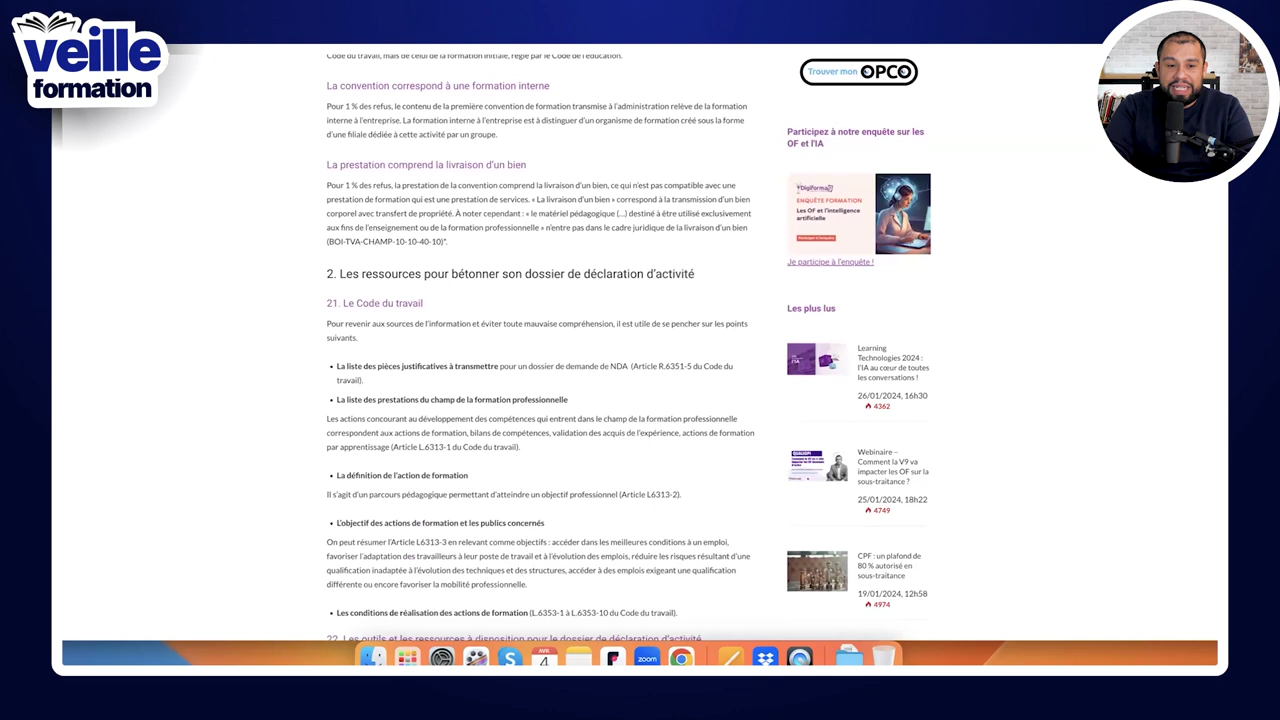 veille
formation
Code du travail, mais de celui de la formation initiale, régie par le Code de l'éducation.
La convention correspond à une formation interne
Pour 1 % des refus, le contenu de la première convention de formation transmise à l'administration relève de la formation
interne à l'entreprise. La formation interne à l'entreprise est à distinguer d'un organisme de formation créé sous la forme
d'une filiale dédiée à cette activité par un groupe.
La prestation comprend la livraison d'un bien
Pour 1 % des refus, la prestation de la convention comprend la livraison d'un bien, ce qui n'est pas compatible avec une
prestation de formation qui est une prestation de services. « La livraison d'un bien » correspond à la transmission d'un bien
corporel avec transfert de propriété. À noter cependant : « le matériel pédagogique (...) destiné à être utilisé exclusivement
aux fins de l'enseignement ou de la formation professionnelle » n'entre pas dans le cadre juridique de la livraison d'un bien
(BOI-TVA-CHAMP-10-10-40-10)".
2. Les ressources pour bétonner son dossier de déclaration d'activité
21. Le Code du travail
Pour revenir aux sources de l'information et éviter toute mauvaise compréhension, il est utile de se pencher sur les points
suivants.
• La liste des pièces justificatives à transmettre pour un dossier de demande de NDA (Article R.6351-5 du Code du
travail).
• La liste des prestations du champ de la formation professionnelle
Les actions concourant au développement des compétences qui entrent dans le champ de la formation professionnelle
correspondent aux actions de formation, bilans de compétences, validation des acquis de l'expérience, actions de formation
par apprentissage (Article L.6313-1 du Code du travail).
• La définition de l'action de formation
Il s'agit d'un parcours pédagogique permettant d'atteindre un objectif professionnel (Article L6313-2).
• L'objectif des actions de formation et les publics concernés
On peut résumer l'Article L6313-3 en relevant comme objectifs : accéder dans les meilleures conditions à un emploi,
favoriser l'adaptation des travailleurs à leur poste de travail et à l'évolution des emplois, réduire les risques résultant d'une
qualification inadaptée à l'évolution des techniques et des structures, accéder à des emplois exigeant une qualification
différente ou encore favoriser la mobilité professionnelle.
• Les conditions de réalisation des actions de formation (L.6353-1 à L.6353-10 du Code du travail).
22. Les outils et les ressources à disposition pour le dossier de déclaration d'activité
Trouver mon OPCO
Participez à notre enquête sur les
OF et l'IA
Digiforma
ENQUÊTE FORMATION
Les OF et l'intelligence
artificielle
Je participe à l'enquête !
Les plus lus
Learning
Technologies 2024 :
l'IA au cœur de toutes
les conversations !
26/01/2024, 16h30
4362
Webinaire –
Comment la V9 va
impacter les OF sur la
sous-traitance ?
25/01/2024, 18h22
4749
CPF : un plafond de
80 % autorisé en
sous-traitance
19/01/2024, 12h58
4974
AVR
4
zoom